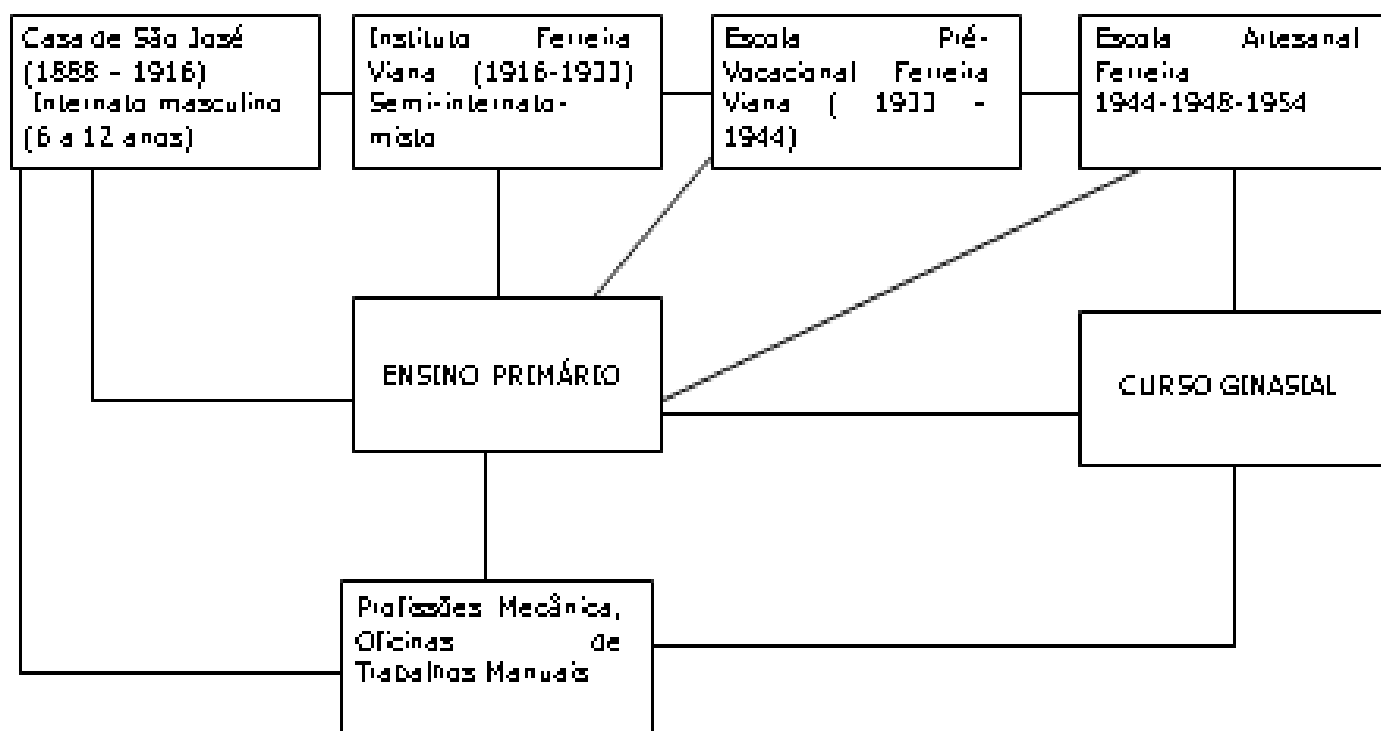 Casa de São José
(1888 - 1916)
Internato masculino
(6 a 12 anos)
Instituto Ferreira
Viana (1916-1933)
Semi-internato-
misto
Escola Pré-
Vocacional Ferreira
Viana ( 1933 -
1944)
Escola Artesanal
Ferreira
1944-1948-1954
ENSINO PRIMÁRIO
CURSO GINASIAL
Profissões Mecânica,
Oficinas de
Trabalhos Manuais